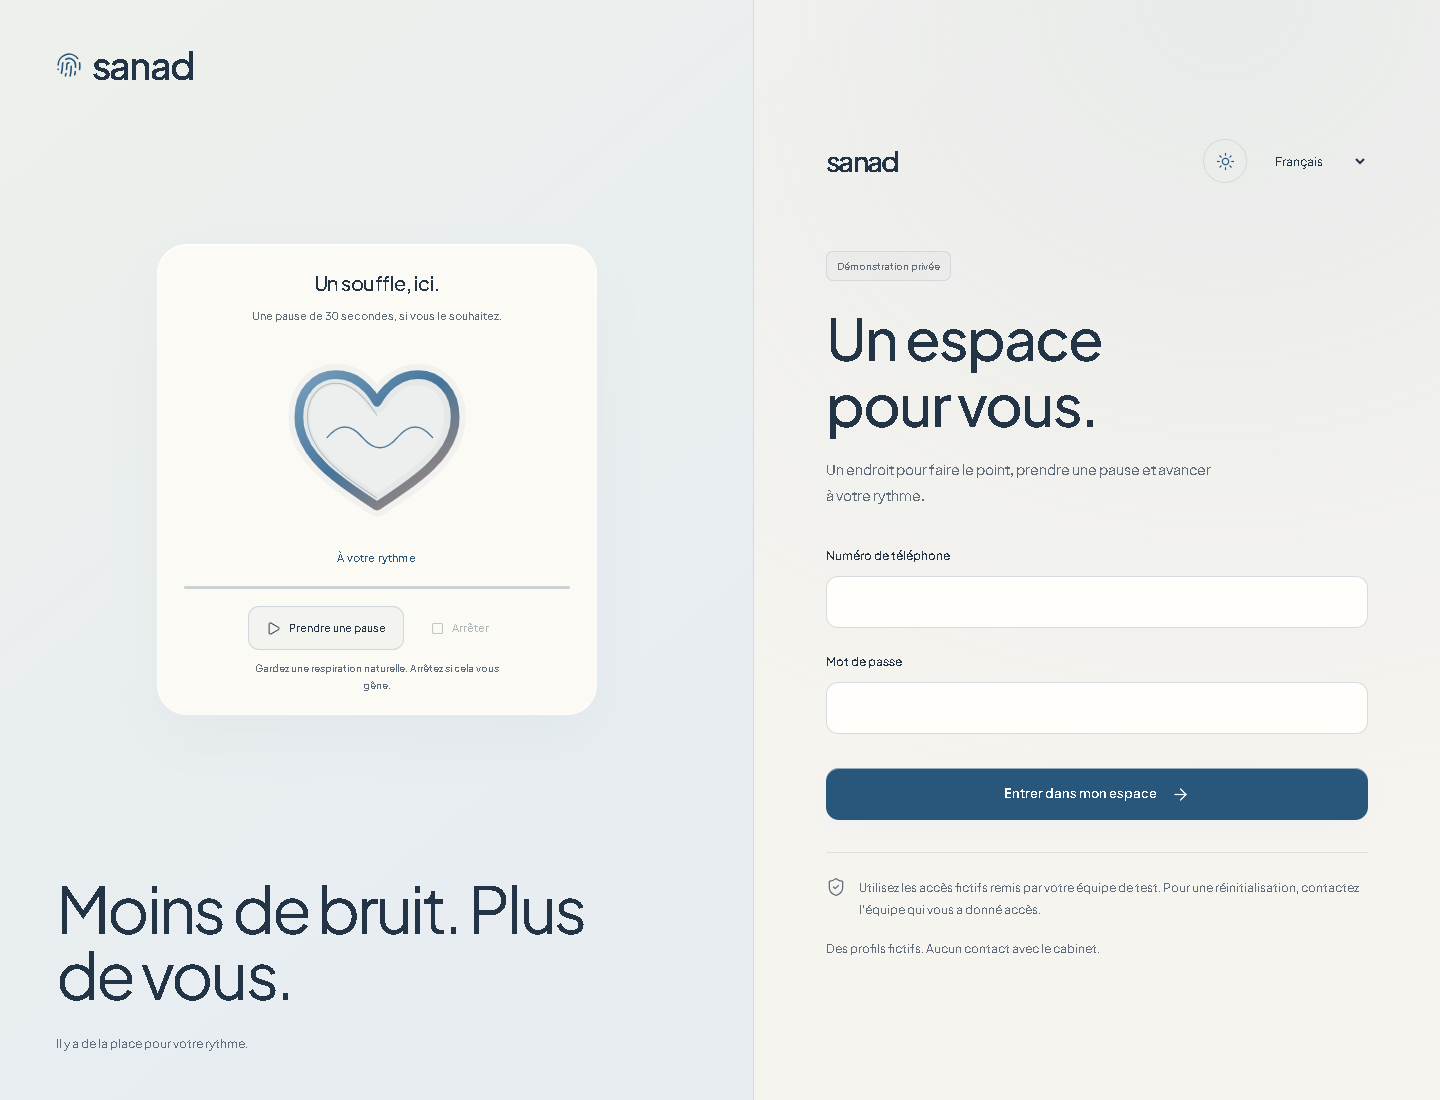 sanad
Un souffle, ici.
Une pause de 30 secondes, si vous le souhaitez.
À votre rythme
Prendre une pause
Arrêter
Gardez une respiration naturelle. Arrêtez si cela vous
gêne.
Moins de bruit. Plus
de vous.
Il y a de la place pour votre rythme.
sanad
Français
Démonstration privée
Un espace
pour vous.
Un endroit pour faire le point, prendre une pause et avancer
à votre rythme.
Numéro de téléphone
Mot de passe
Entrer dans mon espace
Utilisez les accès fictifs remis par votre équipe de test. Pour une réinitialisation, contactez
l'équipe qui vous a donné accès.
Des profils fictifs. Aucun contact avec le cabinet.